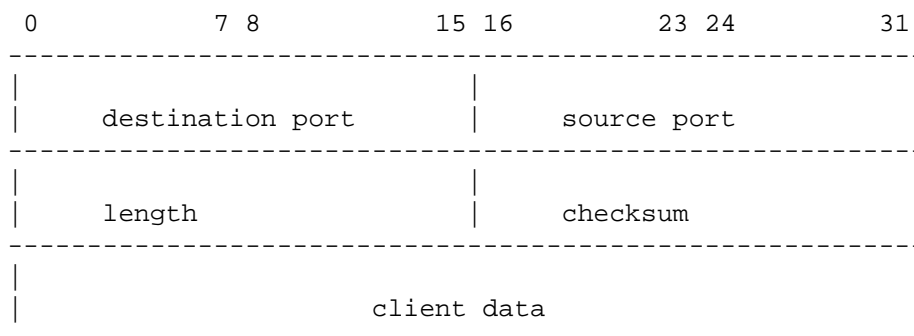 0 7 8 15 16 23 24 31
destination port source port
length checksum
client data